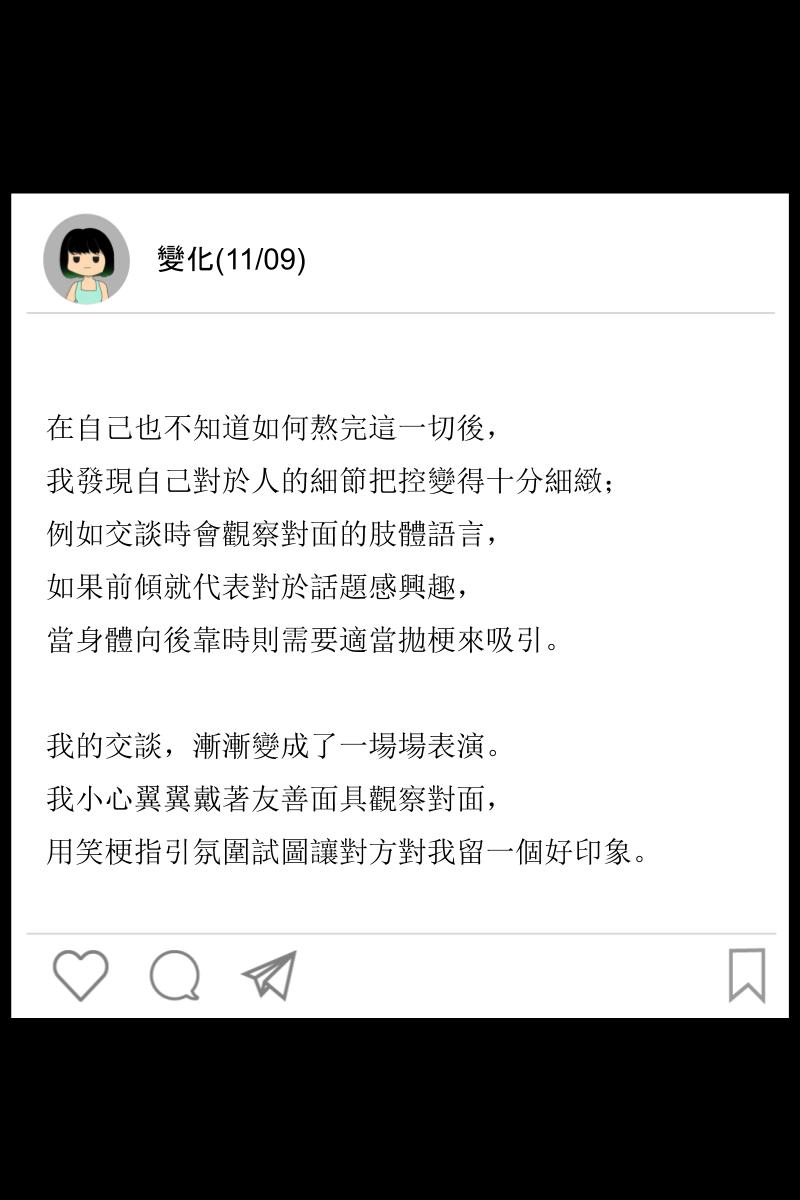 變化(11/09)
在自己也不知道如何熬完這一切後，
我發現自己對於人的細節把控變得十分細緻；
例如交談時會觀察對面的肢體語言，
如果前傾就代表對於話題感興趣，
當身體向後靠時則需要適當拋梗來吸引。
我的交談，漸漸變成了一場場表演。
我小心翼翼戴著友善面具觀察對面，
用笑梗指引氛圍試圖讓對方對我留一個好印象。